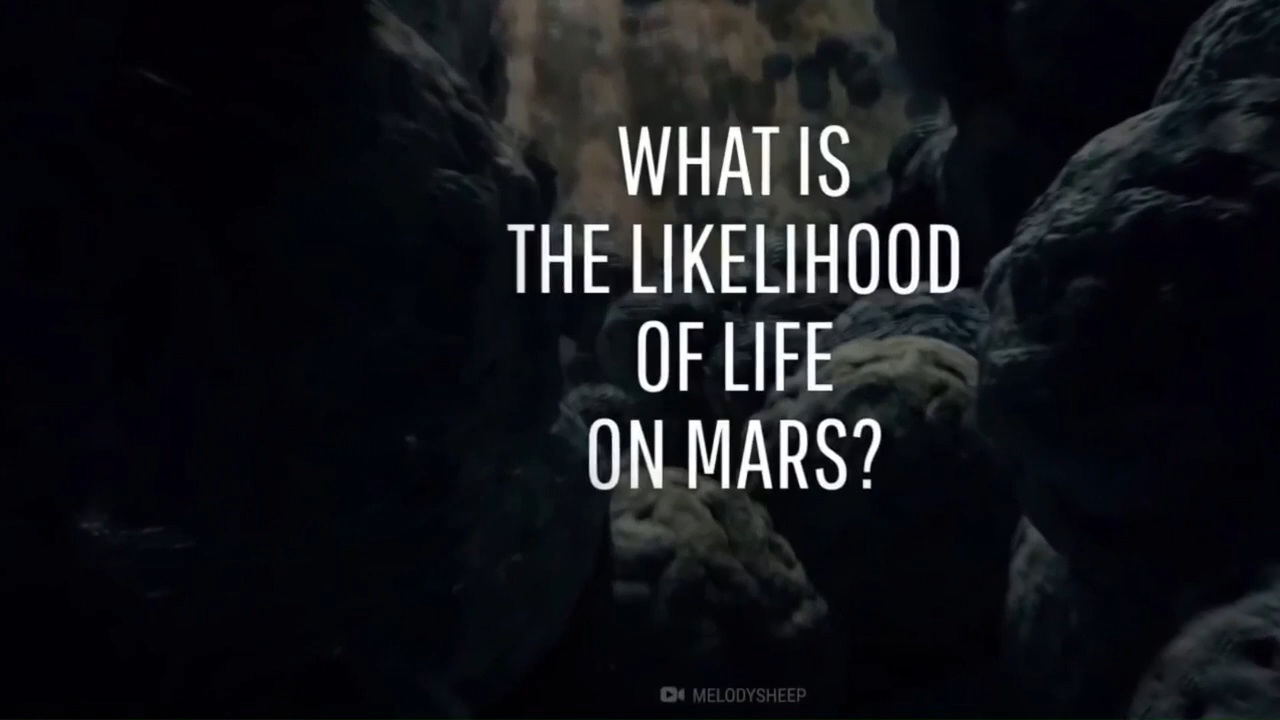 WHAT IS
THE LIKELIHOOD
OF LIFE
ON MARS?
MELODYSHEEP